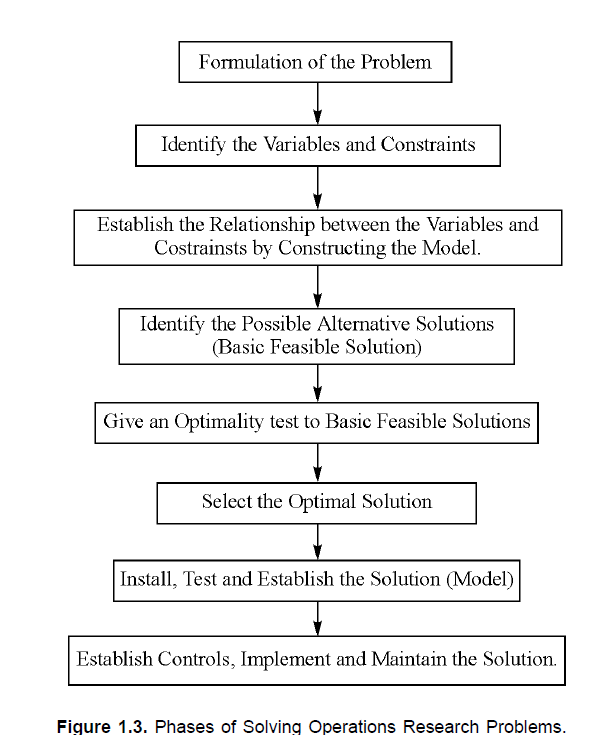 Formulation of the Problem
Identify the Variables and Constraints
Establish the Relationship between the Variables and
Costrainsts by Constructing the Model.
Identify the Possible Alternative Solutions
(Basic Feasible Solution)
Give an Optimality test to Basic Feasible Solutions
Select the Optimal Solution
Install, Test and Establish the Solution (Model)
Establish Controls, Implement and Maintain the Solution.
Figure 1.3. Phases of Solving Operations Research Problems.